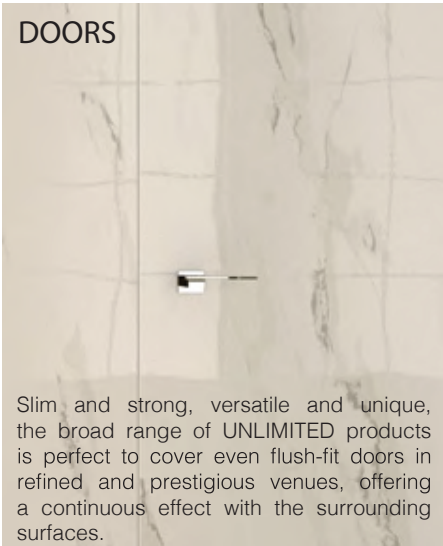 DOORS
Slim and strong, versatile and unique,
the broad range of UNLIMITED products
is perfect to cover even flush-fit doors in
refined and prestigious venues, offering
a continuous effect with the surrounding
surfaces.